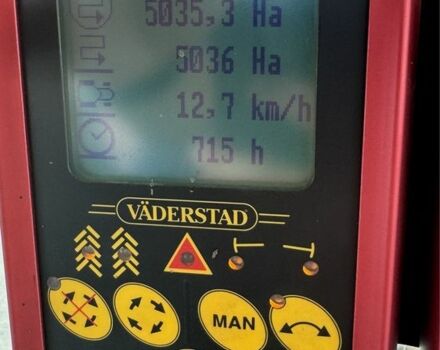 5035,3 Ha
5036 Ha
12,7 km/h
715 h
VÄDERSTAD
MAN